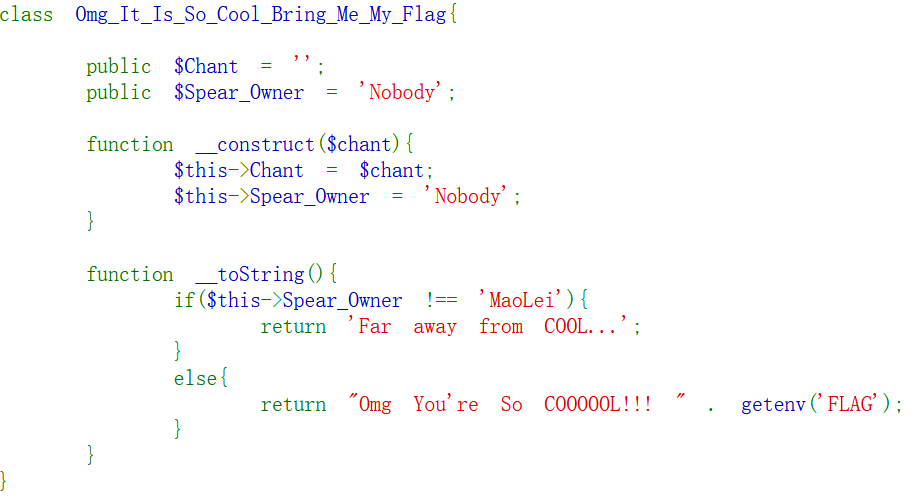 class Omg_It_Is_So_Cool_Bring_Me_My_Flag{
public $Chant = '';
public $Spear_Owner = 'Nobody';
function __construct($chant){
$this->Chant = $chant;
$this->Spear_Owner = 'Nobody';
}
function __toString(){
if($this->Spear_Owner !== 'MaoLei'){
return 'Far away from COOL...';
}
else{
return "Omg You're So COOOOOL!!! " . getenv('FLAG');
}
}
}